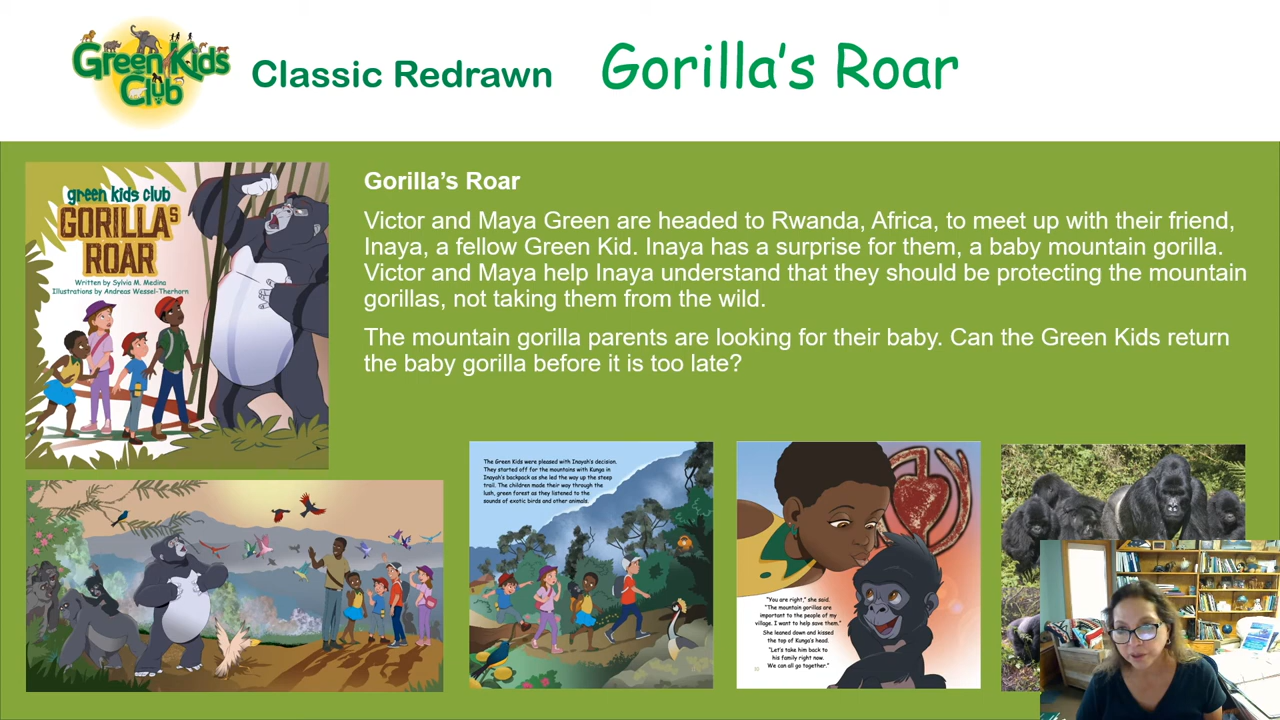 Green Kids
Club
Classic Redrawn
Gorilla's Roar
green kids club
GORILLA'S
ROAR
Written by Sylvia M. Medina
Illustrations by Andreas Wessel-Therhorn
Gorilla's Roar
Victor and Maya Green are headed to Rwanda, Africa, to meet up with their friend,
Inaya, a fellow Green Kid. Inaya has a surprise for them, a baby mountain gorilla.
Victor and Maya help Inaya understand that they should be protecting the mountain
gorillas, not taking them from the wild.
The mountain gorilla parents are looking for their baby. Can the Green Kids return
the baby gorilla before it is too late?
The Green Kids were pleased with Inayah's decision.
They started off for the mountains with Kunga in
Inayah's backpack as she led the way up the steep
trail. The children made their way through the
lush, green forest as they listened to the
sounds of exotic birds and other animals.
"You are right," she said.
"The mountain gorillas are
important to the people of my
village. I want to help save them."
She leaned down and kissed
the top of Kunga's head.
"Let's take him back to
his family right now.
We can all go together."